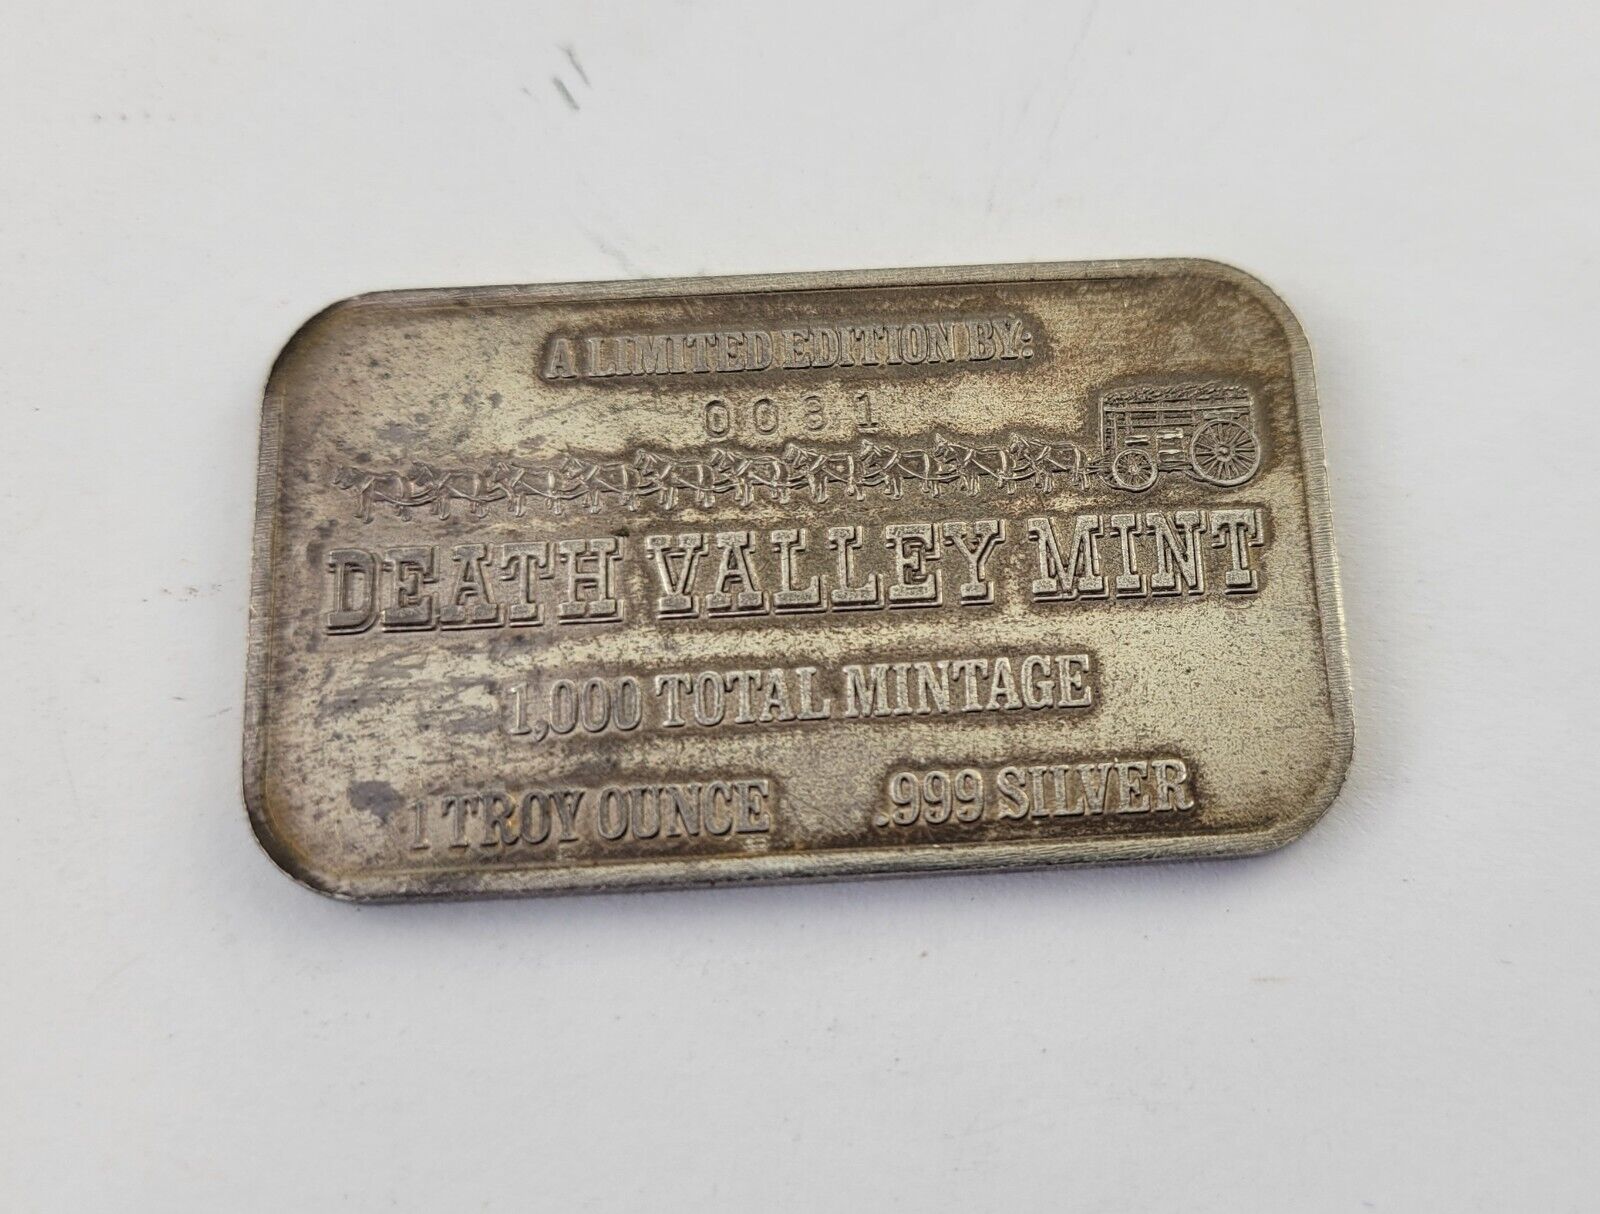 A LIMITED EDITION BY:
0081
DEATH VALLEY MINT
1,000 TOTAL MINTAGE
1 TROY OUNCE .999 SILVER